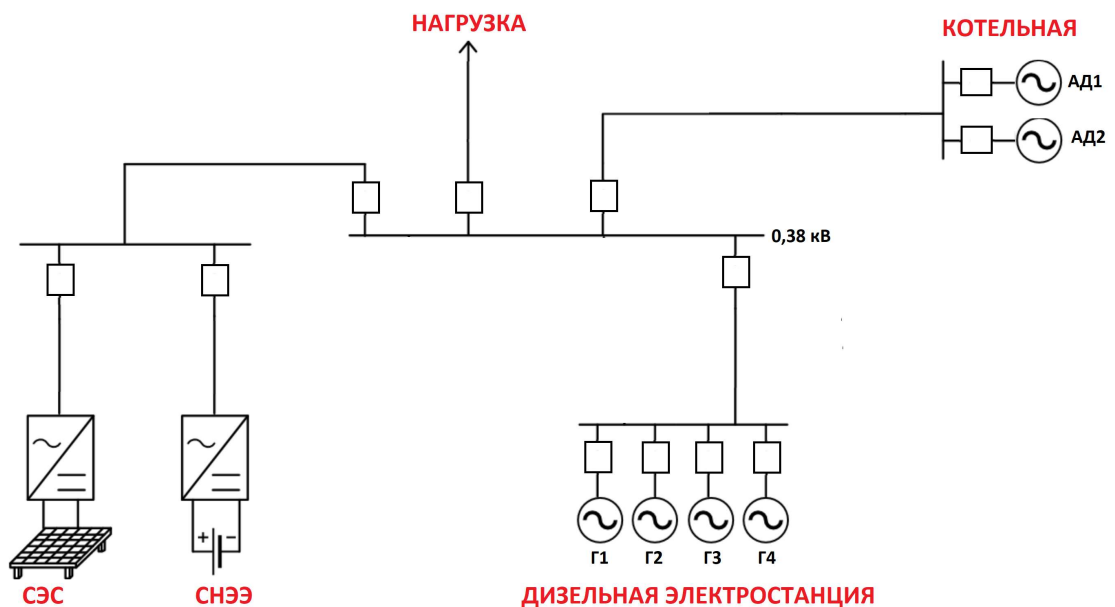 НАГРУЗКА
КОТЕЛЬНАЯ
АД1
АД2
0,38 кВ
+ −
Г1 Г2 Г3 Г4
СЭС СНЭЭ ДИЗЕЛЬНАЯ ЭЛЕКТРОСТАНЦИЯ